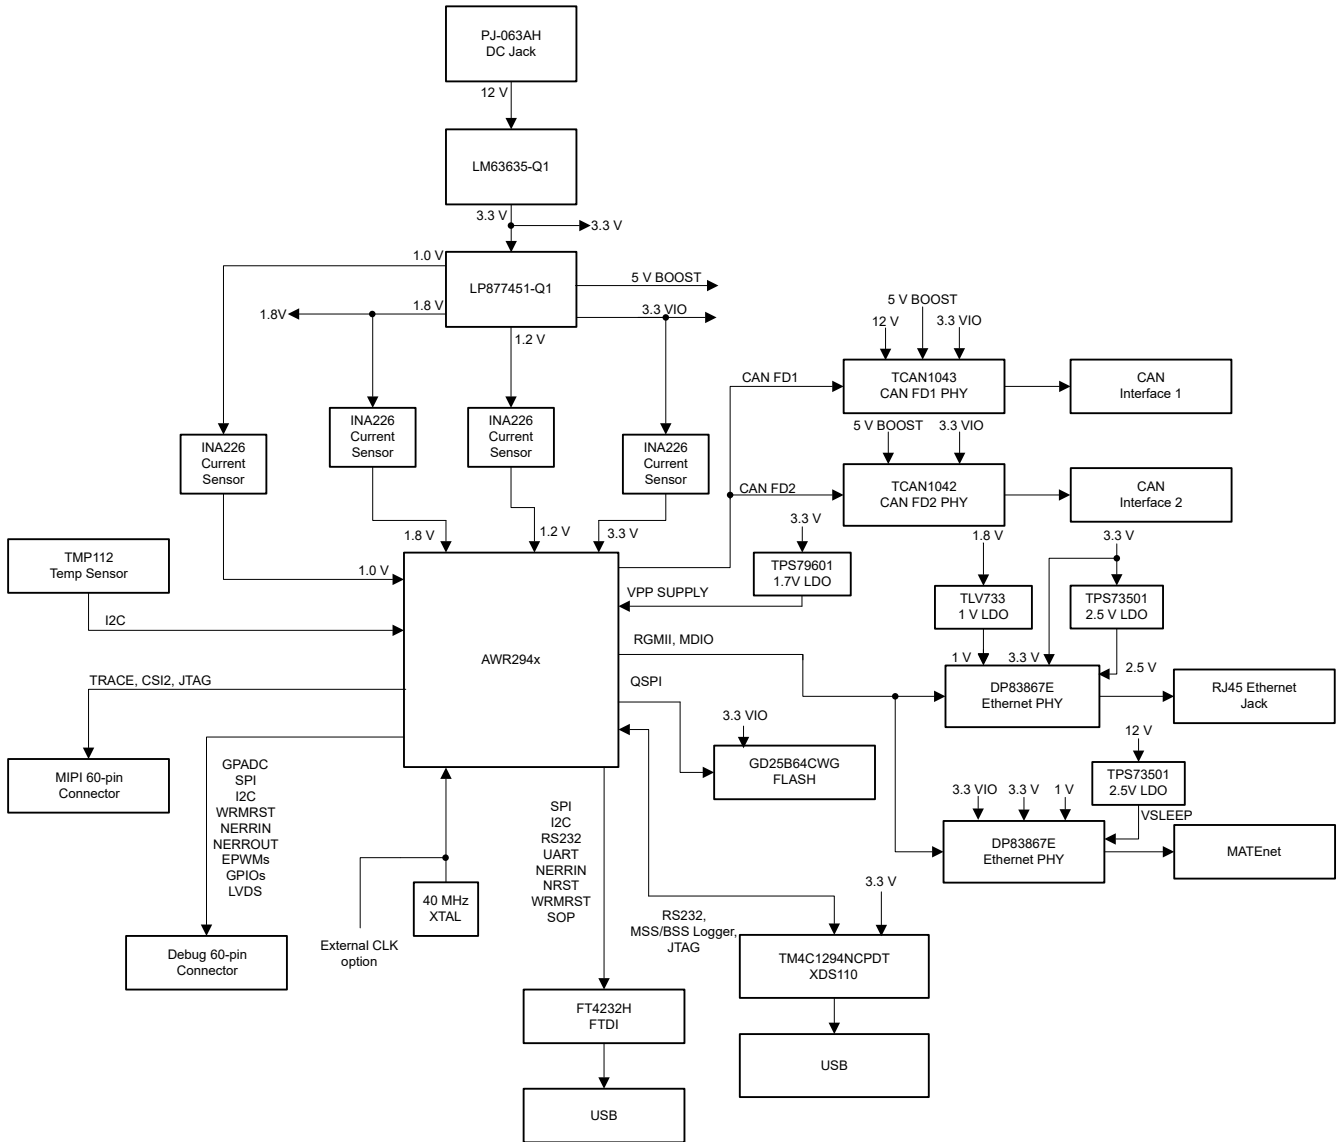 PJ-063AH
DC Jack
12 V
LM63635-Q1
3.3 V
3.3 V
1.0 V
LP877451-Q1
5 V BOOST
1.8 V
1.8V
3.3 VIO
1.2 V
5 V BOOST
12 V
3.3 VIO
CAN FD1
TCAN1043
CAN FD1 PHY
CAN
Interface 1
INA226
Current
Sensor
INA226
Current
Sensor
INA226
Current
Sensor
INA226
Current
Sensor
5 V BOOST
3.3 VIO
CAN FD2
TCAN1042
CAN FD2 PHY
CAN
Interface 2
1.8 V
1.2 V
3.3 V
3.3 V
1.8 V
3.3 V
TMP112
Temp Sensor
1.0 V
TPS79601
1.7V LDO
VPP SUPPLY
TLV733
1 V LDO
TPS73501
2.5 V LDO
I2C
RGMII, MDIO
AWR294x
1 V
3.3 V
2.5 V
TRACE, CSI2, JTAG
QSPI
DP83867E
Ethernet PHY
RJ45 Ethernet
Jack
3.3 VIO
GD25B64CWG
FLASH
12 V
TPS73501
2.5V LDO
VSLEEP
3.3 VIO
3.3 V
1 V
DP83867E
Ethernet PHY
MATEnet
MIPI 60-pin
Connector
GPADC
SPI
I2C
WRMRST
NERRIN
NERROUT
EPWMs
GPIOs
LVDS
SPI
I2C
RS232
UART
NERRIN
NRST
WRMRST
SOP
40 MHz
XTAL
External CLK
option
Debug 60-pin
Connector
RS232,
MSS/BSS Logger,
JTAG
3.3 V
TM4C1294NCPDT
XDS110
FT4232H
FTDI
USB
USB